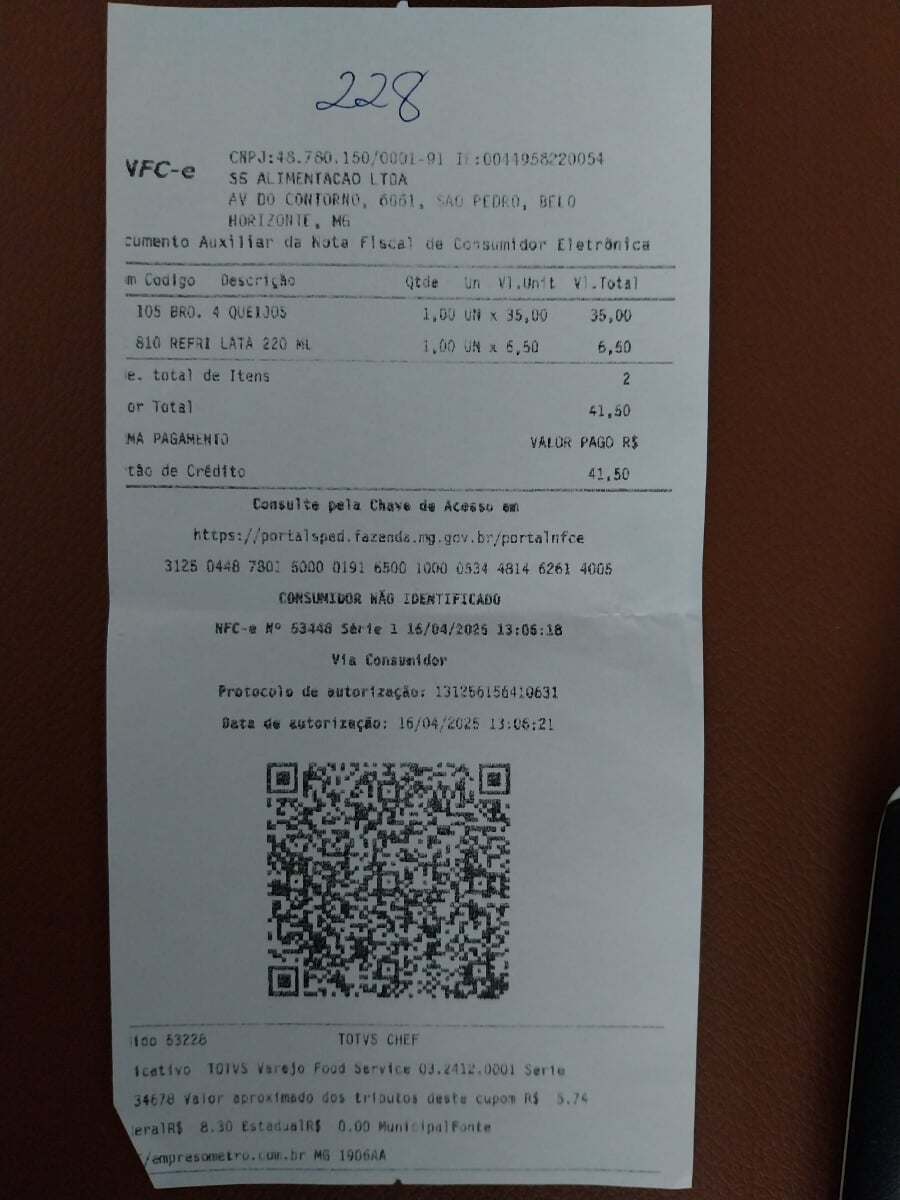 228
NFC-e
CNPJ:48.780.150/0001-91 IE:0044958220054
SS ALIMENTACAO LTDA
AV DO CONTORNO, 6061, SAO PEDRO, BELO
HORIZONTE, MG
cumento Auxiliar da Nota Fiscal de Consumidor Eletrônica
m Codigo Descrição Qtde Un Vl.Unit Vl.Total
105 BRO. 4 QUEIJOS 1,00 UN x 35,00 35,00
810 REFRI LATA 220 ML 1,00 UN x 6,50 6,50
e. total de Itens 2
or Total 41,50
MA PAGAMENTO VALOR PAGO R$
tão de Crédito 41,50
Consulte pela Chave de Acesso em
https://portalsped.fazenda.mg.gov.br/portalnfce
3125 0448 7801 5000 0191 6500 1000 0534 4814 6261 4005
CONSUMIDOR NÃO IDENTIFICADO
NFC-e Nº 53448 Série 1 16/04/2025 13:06:18
Via Consumidor
Protocolo de autorização: 131256156410631
Data de autorização: 16/04/2025 13:06:21
ido 53228 TOTVS CHEF
icativo TOTVS Varejo Food Service 03.2412.0001 Serie
34678 Valor aproximado dos tributos deste cupom R$ 5.74
eralR$ 8.30 EstadualR$ 0.00 MunicipalFonte
/empresometro.com.br MG 1906AA